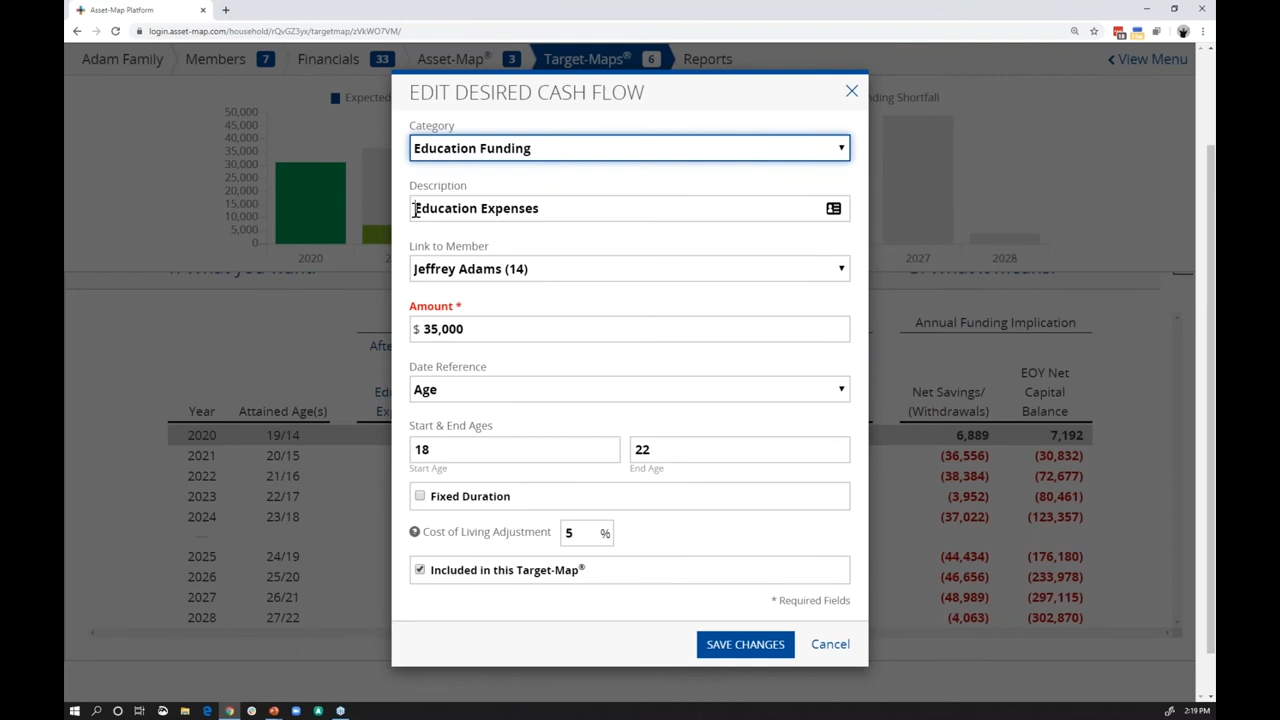 Asset-Map Platform
login.asset-map.com/household/rQvGZ3yx/targetmap/zVkWO7VM/
Adam Family Members 7 Financials 33 Asset-Map® 3 Target-Maps® 6 Reports View Menu
EDIT DESIRED CASH FLOW
Expected
ding Shortfall
50,000
45,000
40,000
35,000
30,000
25,000
20,000
15,000
10,000
5,000
0
2020 2027 2028
Category
Education Funding
Description
Education Expenses
Link to Member
Jeffrey Adams (14)
Amount *
$ 35,000
Date Reference
Age
Start & End Ages
18 22
Start Age End Age
Fixed Duration
Cost of Living Adjustment 5 %
Included in this Target-Map®
* Required Fields
SAVE CHANGES Cancel
Annual Funding Implication
Afte
Year Attained Age(s) Edu Exp Net Savings/ (Withdrawals) EOY Net Capital Balance
2020 19/14 6,889 7,192
2021 20/15 (36,556) (30,832)
2022 21/16 (38,384) (72,677)
2023 22/17 (3,952) (80,461)
2024 23/18 (37,022) (123,357)
2025 24/19 (44,434) (176,180)
2026 25/20 (46,656) (233,978)
2027 26/21 (48,989) (297,115)
2028 27/22 (4,063) (302,870)
2:19 PM